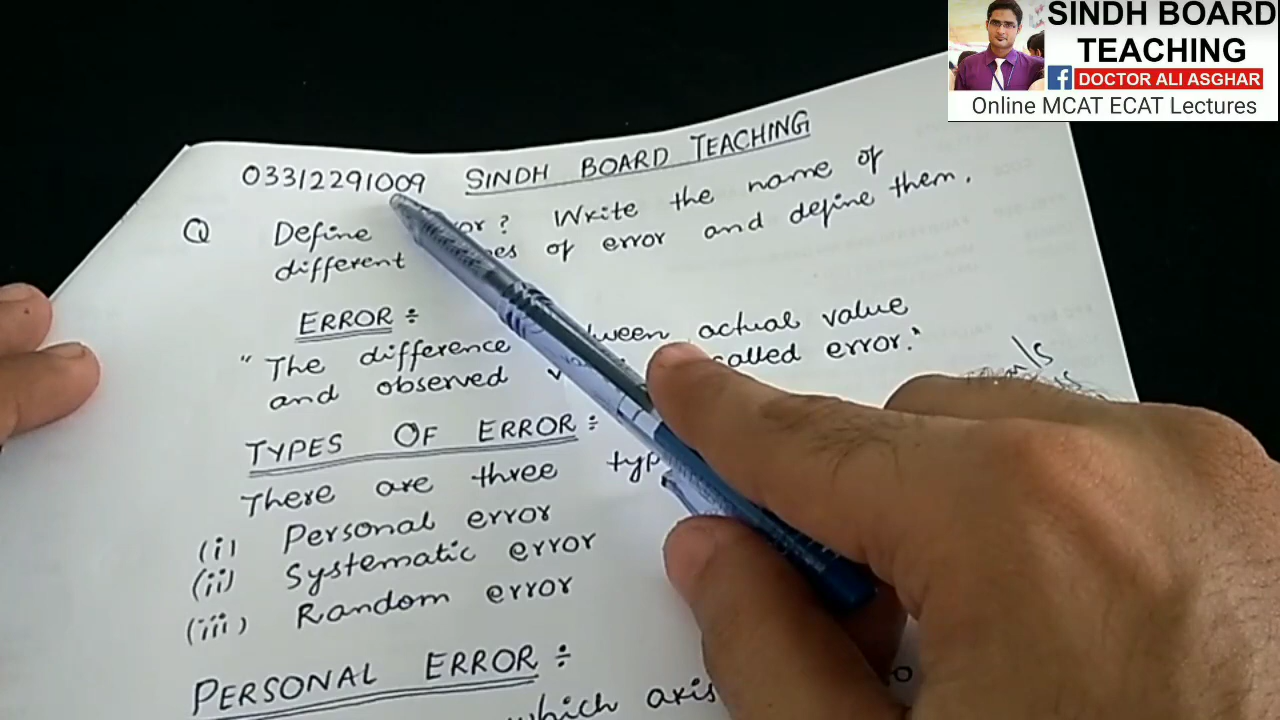 SINDH BOARD
TEACHING
DOCTOR ALI ASGHAR
Online MCAT ECAT Lectures
03312291009 SINDH BOARD TEACHING
Q Define ? Write the name of
different of error and define them.
ERROR ÷
"The difference actual value
and observed called error."
TYPES OF ERROR ÷
There are three
(i) Personal error
(ii) Systematic error
(iii) Random error
PERSONAL ERROR ÷
which